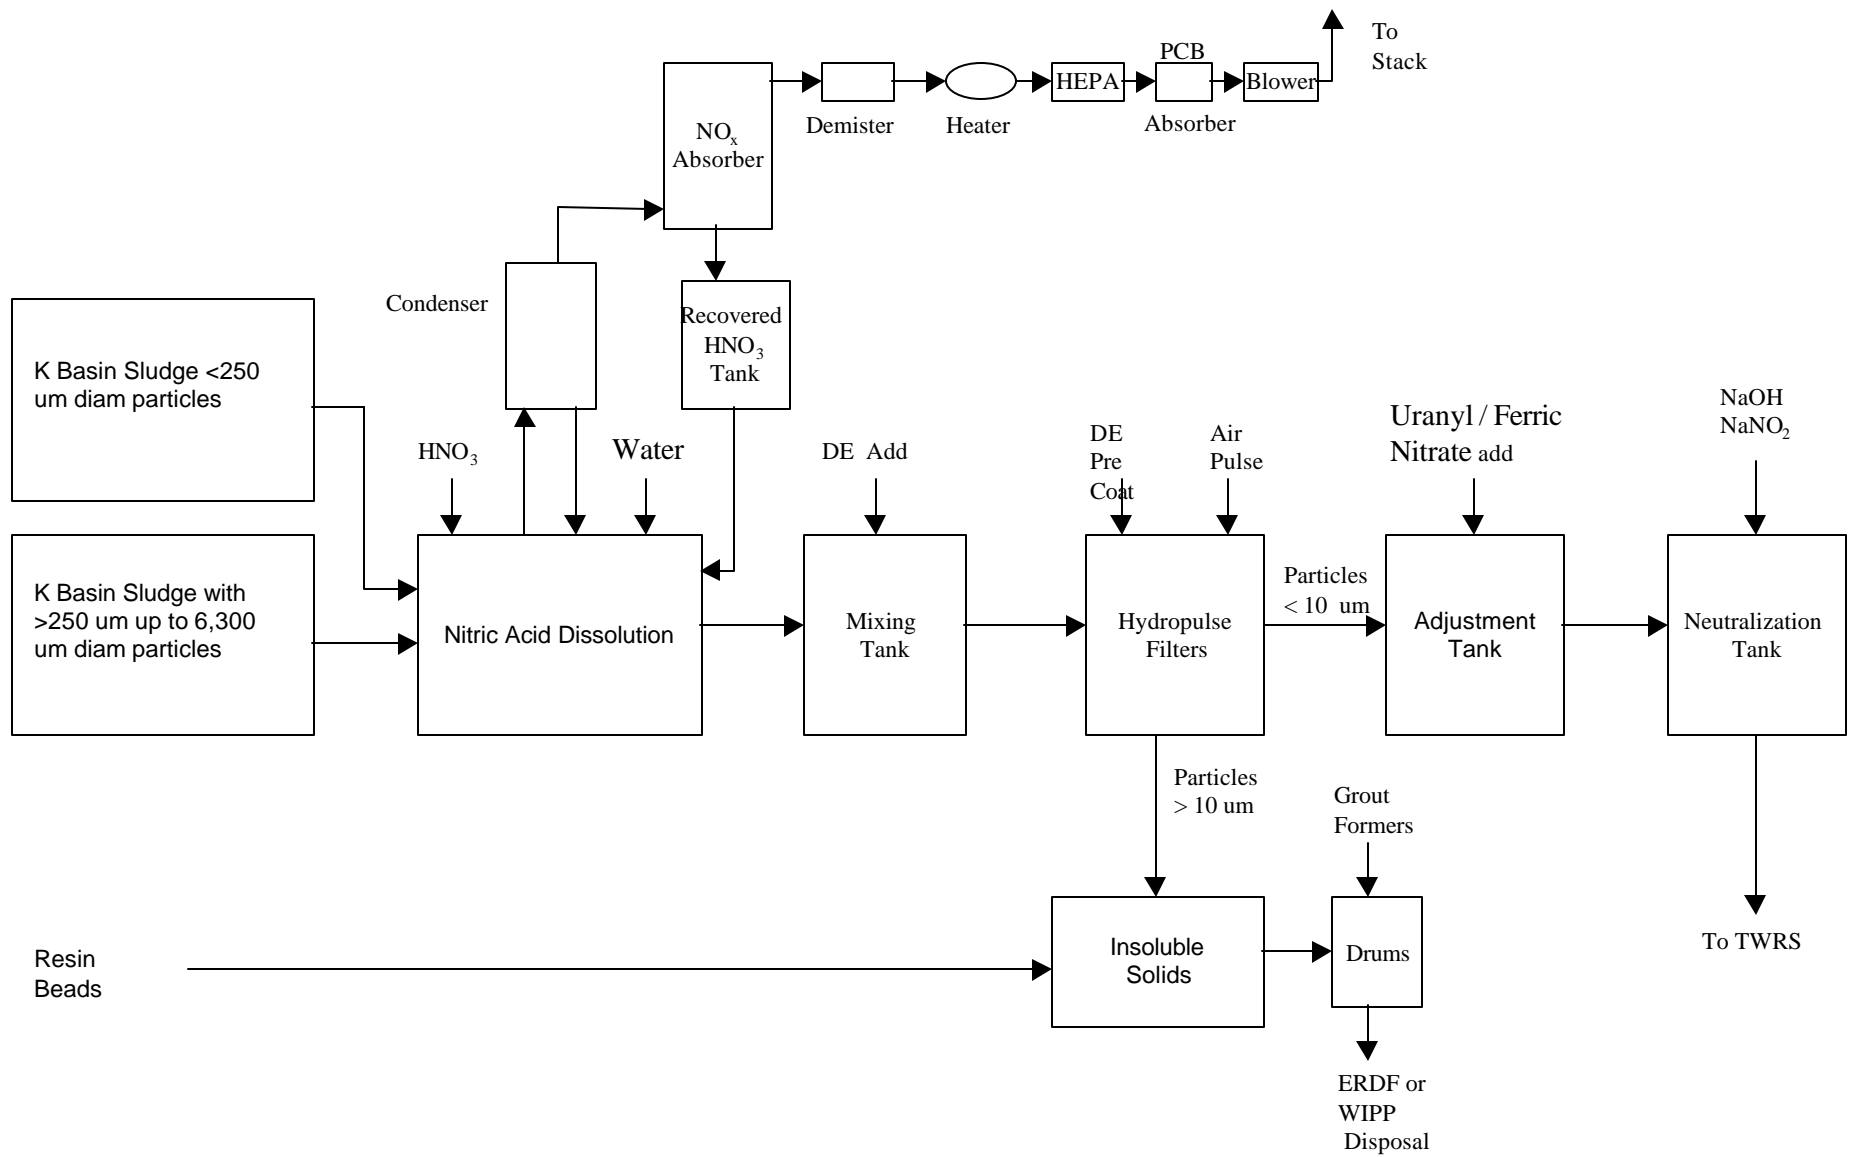 To
Stack
PCB
HEPA
Blower
Demister
Heater
Absorber
NOₓ
Absorber
Condenser
Recovered
HNO₃
Tank
K Basin Sludge <250
um diam particles
HNO₃
Water
DE Add
DE
Pre
Coat
Air
Pulse
Uranyl / Ferric
Nitrate add
NaOH
NaNO₂
K Basin Sludge with
>250 um up to 6,300
um diam particles
Nitric Acid Dissolution
Mixing
Tank
Hydropulse
Filters
Particles
< 10 um
Adjustment
Tank
Neutralization
Tank
Particles
> 10 um
Grout
Formers
Resin
Beads
Insoluble
Solids
Drums
To TWRS
ERDF or
WIPP
Disposal